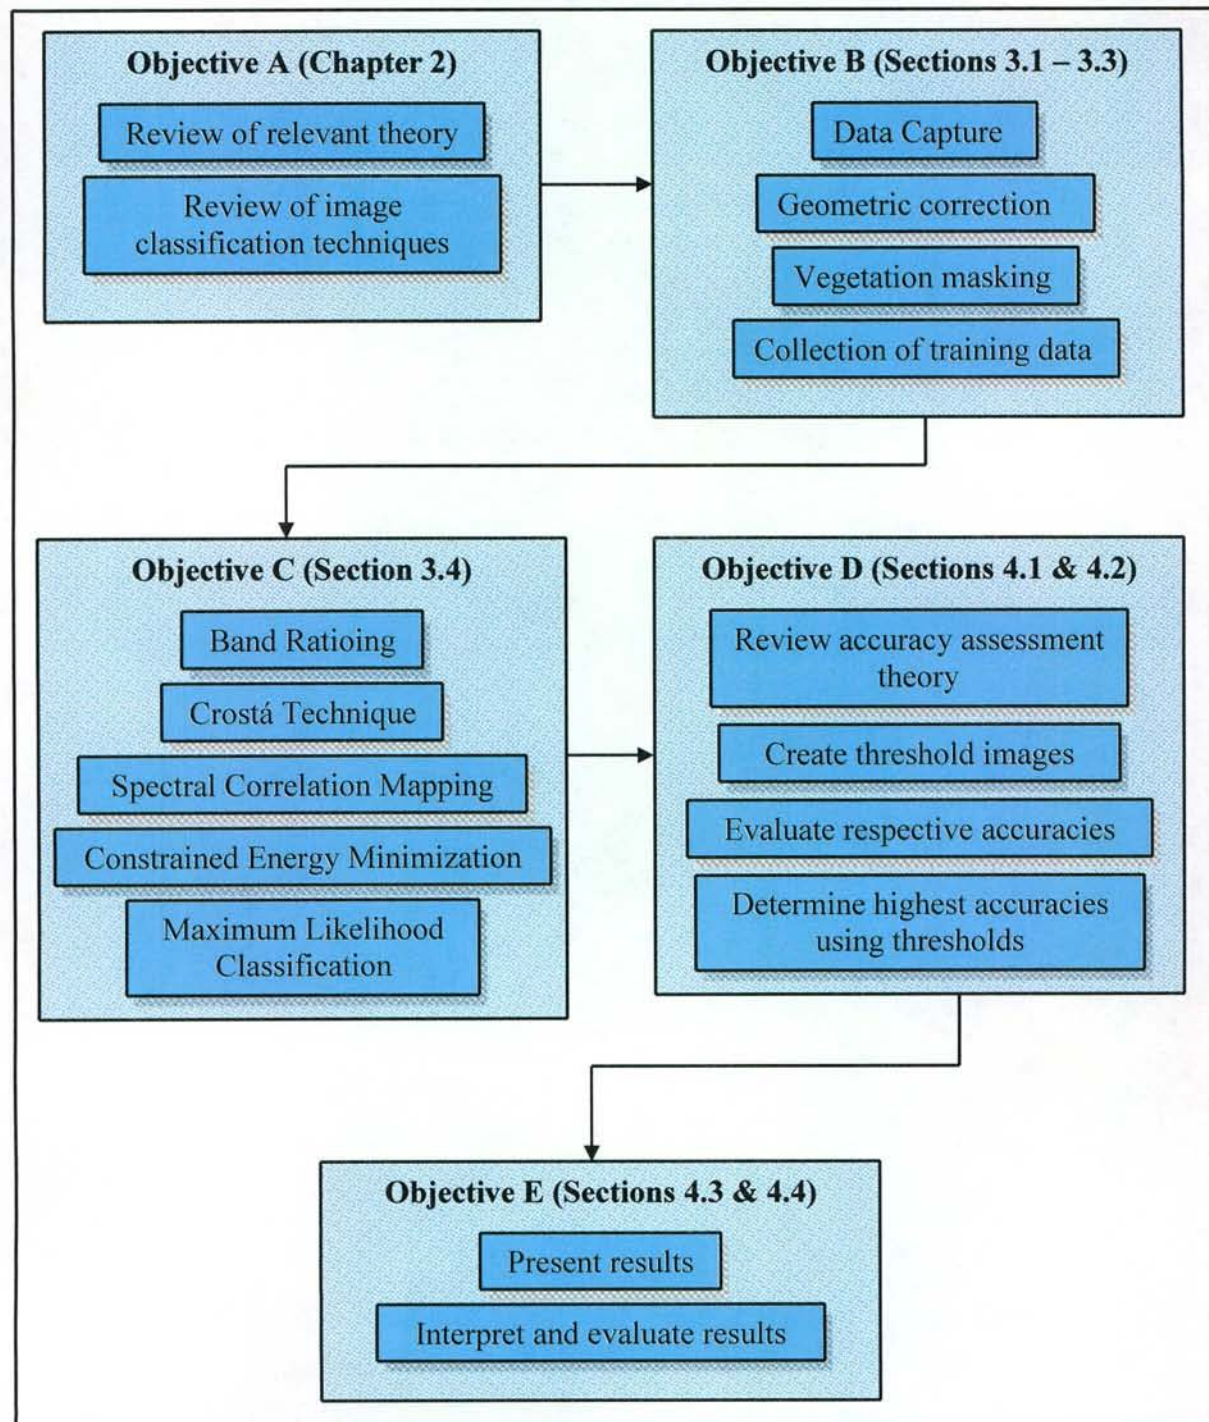 Objective A (Chapter 2)
Review of relevant theory
Review of image
classification techniques
Objective B (Sections 3.1 – 3.3)
Data Capture
Geometric correction
Vegetation masking
Collection of training data
Objective C (Section 3.4)
Band Ratioing
Crostá Technique
Spectral Correlation Mapping
Constrained Energy Minimization
Maximum Likelihood
Classification
Objective D (Sections 4.1 & 4.2)
Review accuracy assessment
theory
Create threshold images
Evaluate respective accuracies
Determine highest accuracies
using thresholds
Objective E (Sections 4.3 & 4.4)
Present results
Interpret and evaluate results